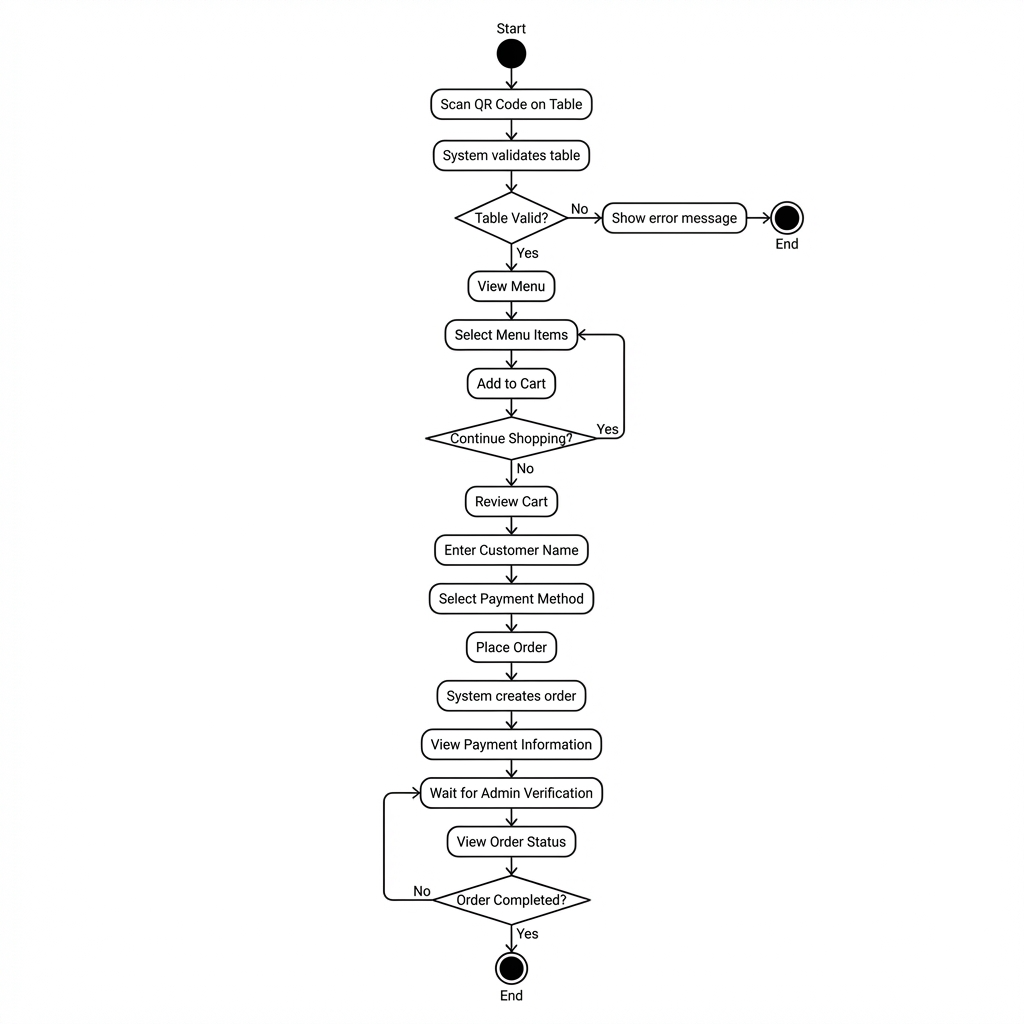 Start
Scan QR Code on Table
System validates table
Table Valid?
No
Show error message
End
Yes
View Menu
Select Menu Items
Add to Cart
Continue Shopping?
Yes
No
Review Cart
Enter Customer Name
Select Payment Method
Place Order
System creates order
View Payment Information
Wait for Admin Verification
View Order Status
Order Completed?
No
Yes
End